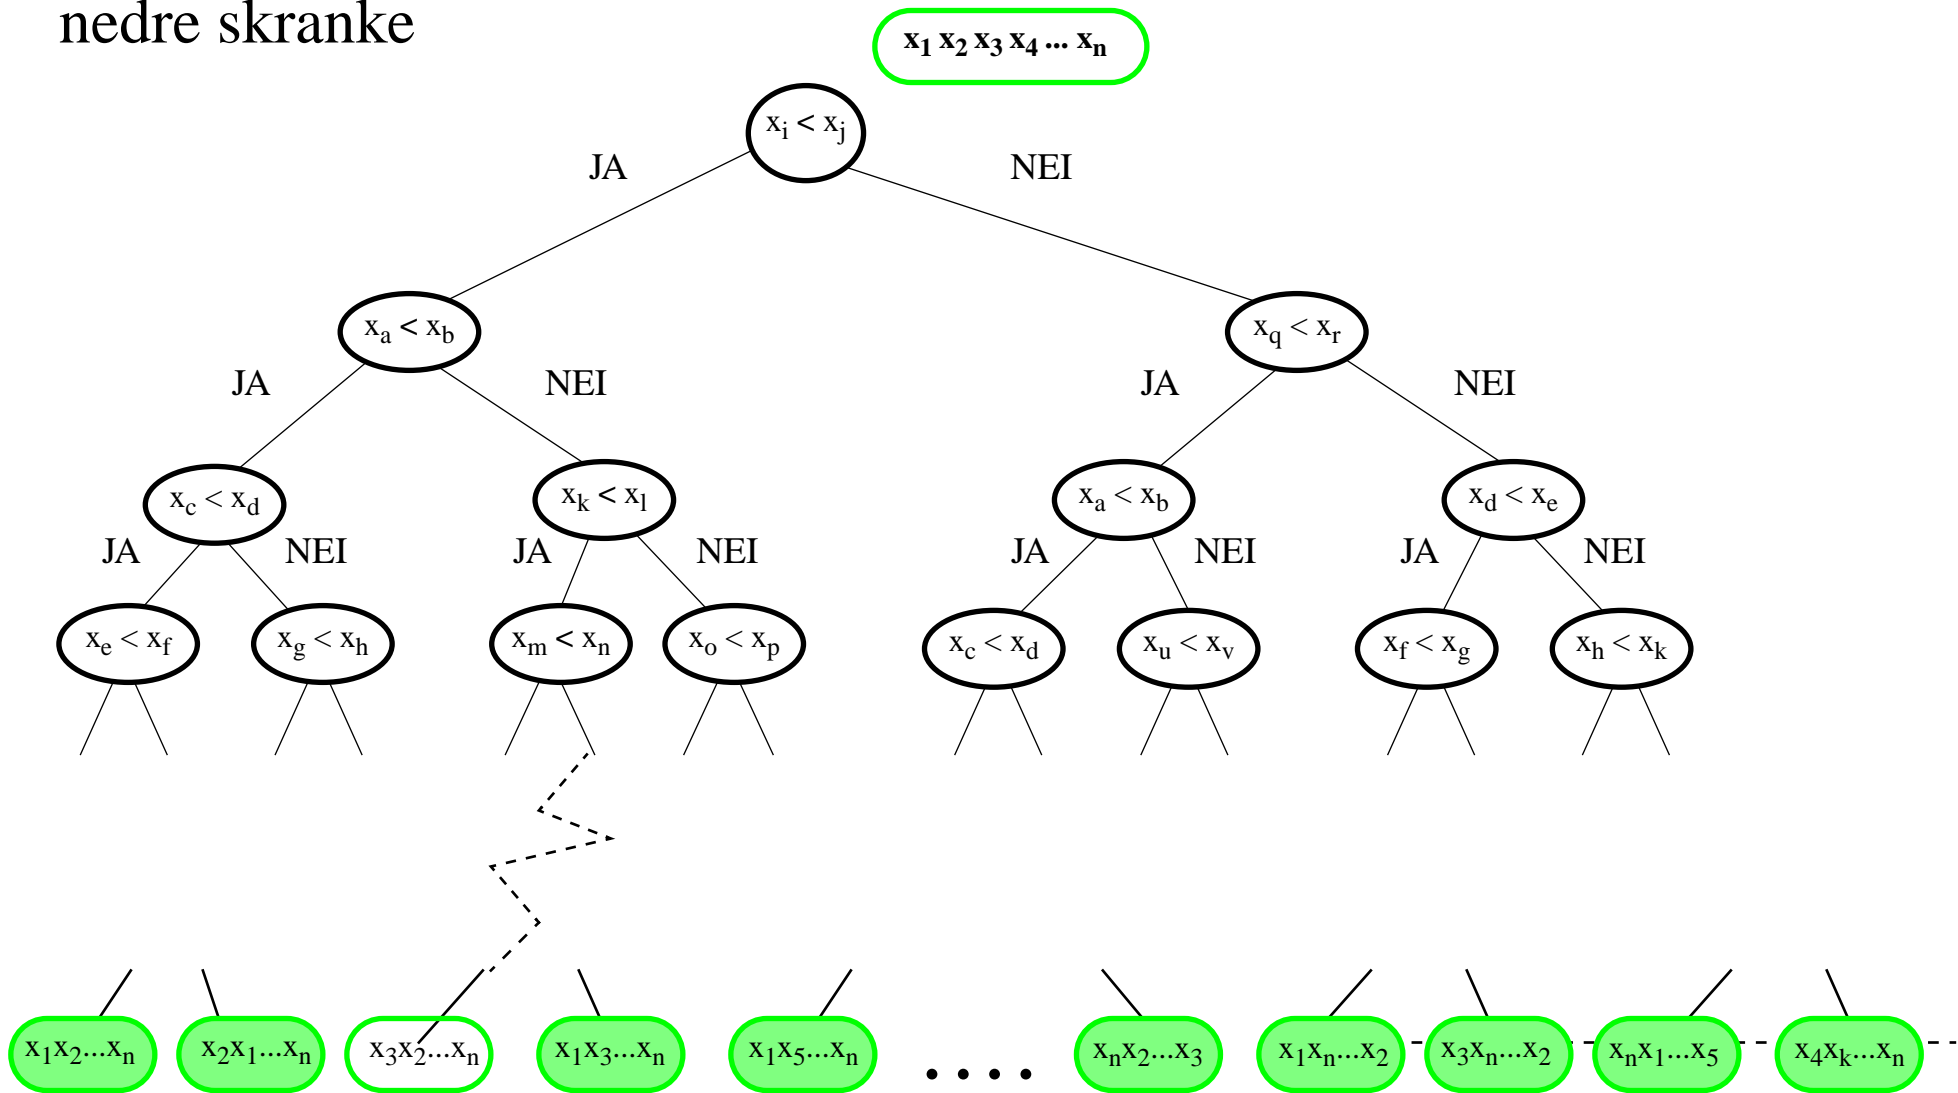 nedre skranke
x1 x2 x3 x4 ... xn
xi < xj
JA NEI
xa < xb xq < xr
JA NEI JA NEI
xc < xd xk < xl xa < xb xd < xe
JA NEI JA NEI JA NEI JA NEI
xe < xf xg < xh xm < xn xo < xp xc < xd xu < xv xf < xg xh < xk
x1x2...xn x2x1...xn x3x2...xn x1x3...xn x1x5...xn . . . . xnx2...x3 x1xn...x2 x3xn...x2 xnx1...x5 x4xk...xn